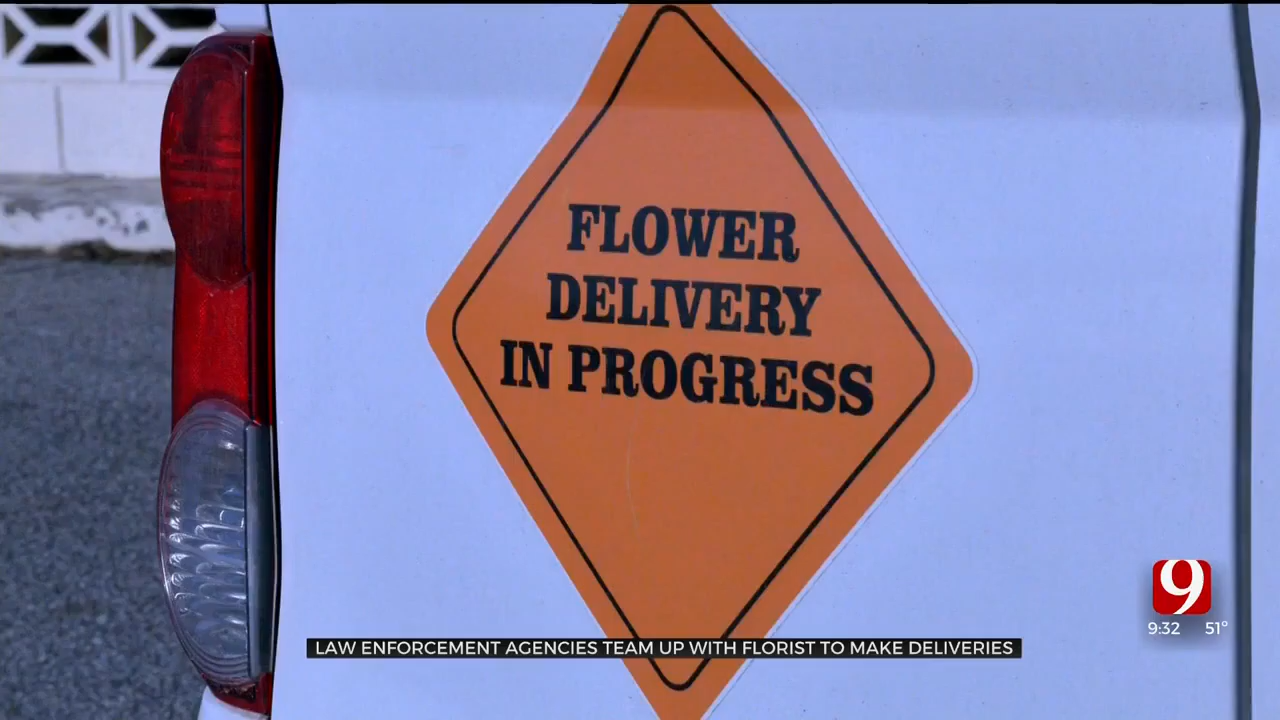 FLOWER
DELIVERY
IN PROGRESS
9
9:32 51°
LAW ENFORCEMENT AGENCIES TEAM UP WITH FLORIST TO MAKE DELIVERIES